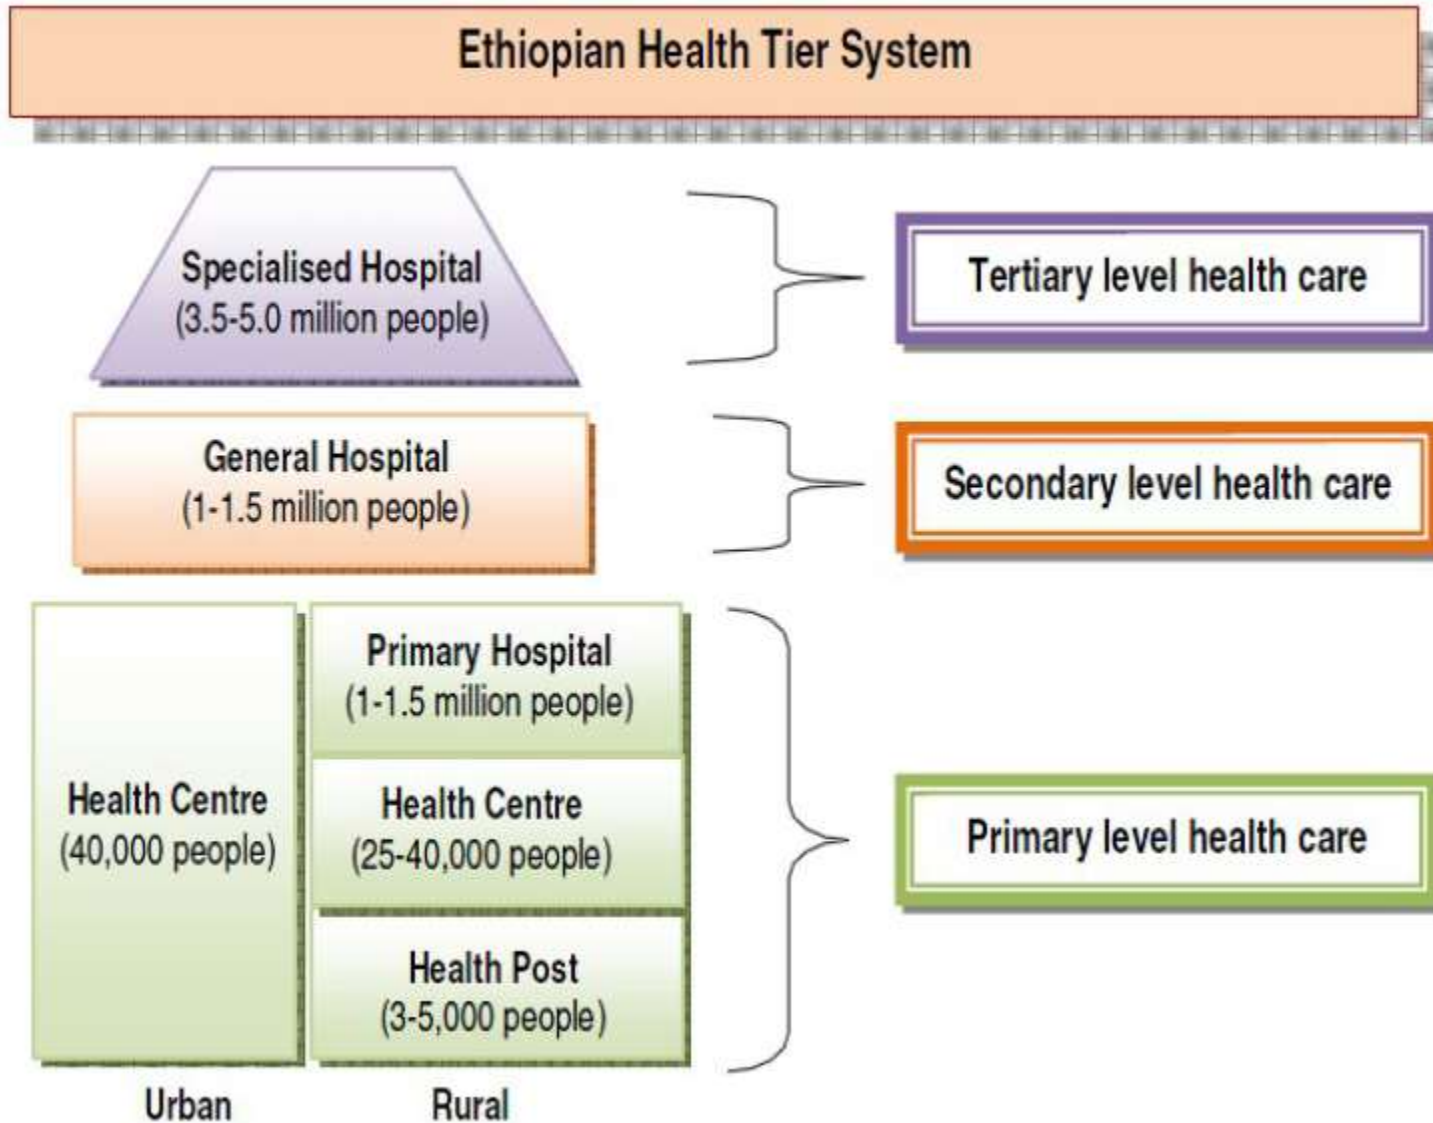 Ethiopian Health Tier System
Specialised Hospital
(3.5-5.0 million people)
Tertiary level health care
General Hospital
(1-1.5 million people)
Secondary level health care
Health Centre
(40,000 people)
Primary Hospital
(1-1.5 million people)
Health Centre
(25-40,000 people)
Health Post
(3-5,000 people)
Primary level health care
Urban
Rural